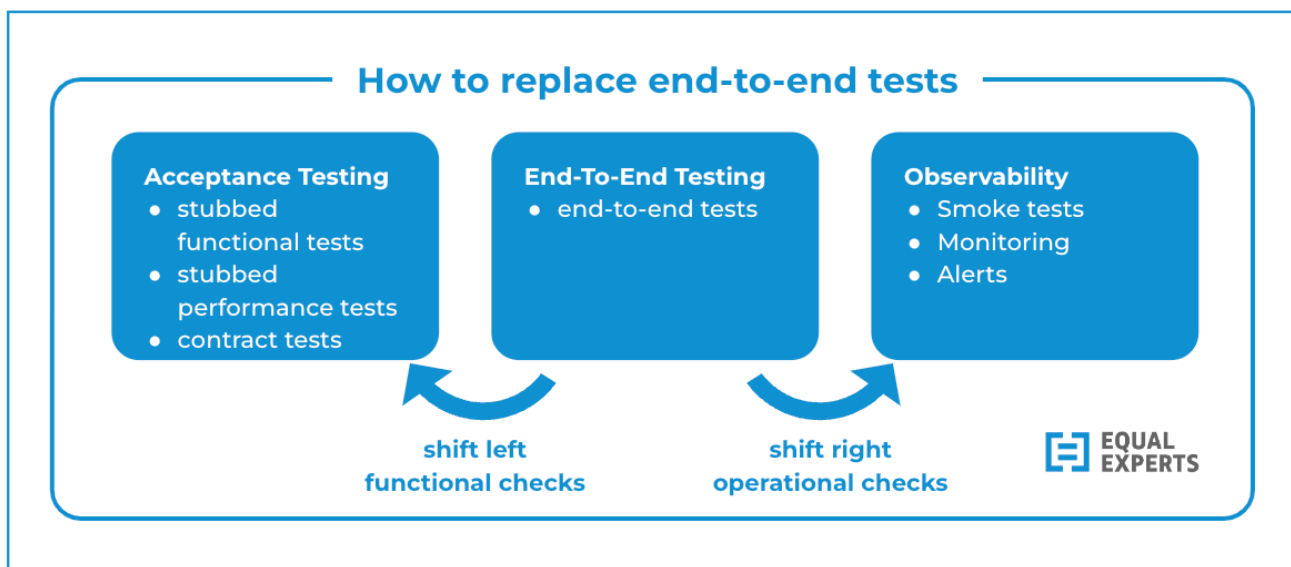 How to replace end-to-end tests
Acceptance Testing
● stubbed
functional tests
● stubbed
performance tests
● contract tests
End-To-End Testing
● end-to-end tests
Observability
● Smoke tests
● Monitoring
● Alerts
shift left
functional checks
shift right
operational checks
EQUAL
EXPERTS